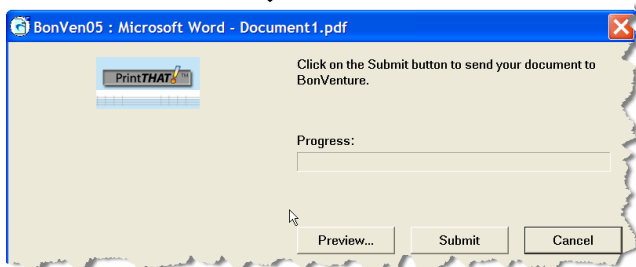 BonVen05 : Microsoft Word - Document1.pdf
PrintTHAT! ™
Click on the Submit button to send your document to
BonVenture.
Progress:
Preview...
Submit
Cancel